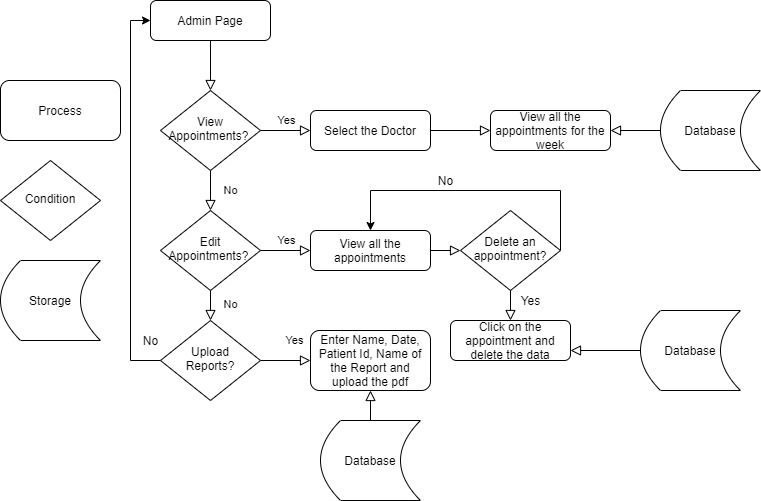 Admin Page
Process
View
Appointments?
Yes
Select the Doctor
View all the
appointments for the
week
Database
No
Condition
No
Edit
Appointments?
Yes
View all the
appointments
Delete an
appointment?
Storage
No
Yes
Click on the
appointment and
delete the data
Database
No
Upload
Reports?
Yes
Enter Name, Date,
Patient Id, Name of
the Report and
upload the pdf
Database